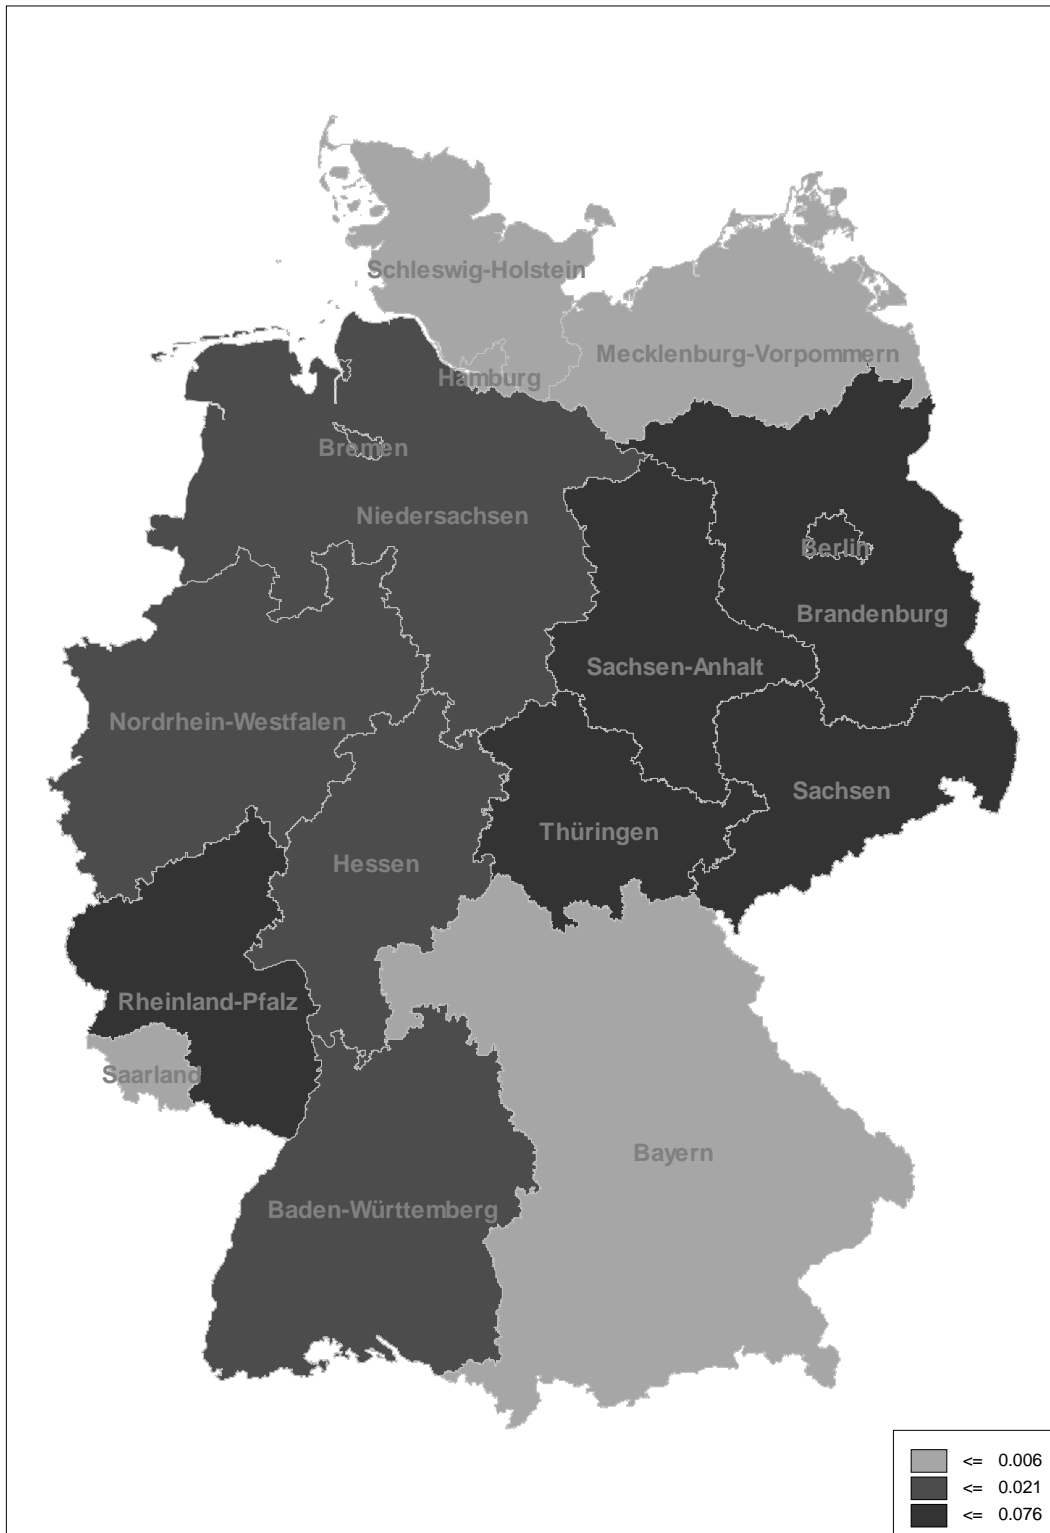 Schleswig-Holstein
Mecklenburg-Vorpommern
Hamburg
Bremen
Niedersachsen
Berlin
Brandenburg
Sachsen-Anhalt
Nordrhein-Westfalen
Sachsen
Thüringen
Hessen
Rheinland-Pfalz
Saarland
Bayern
Baden-Württemberg
<= 0.006
<= 0.021
<= 0.076